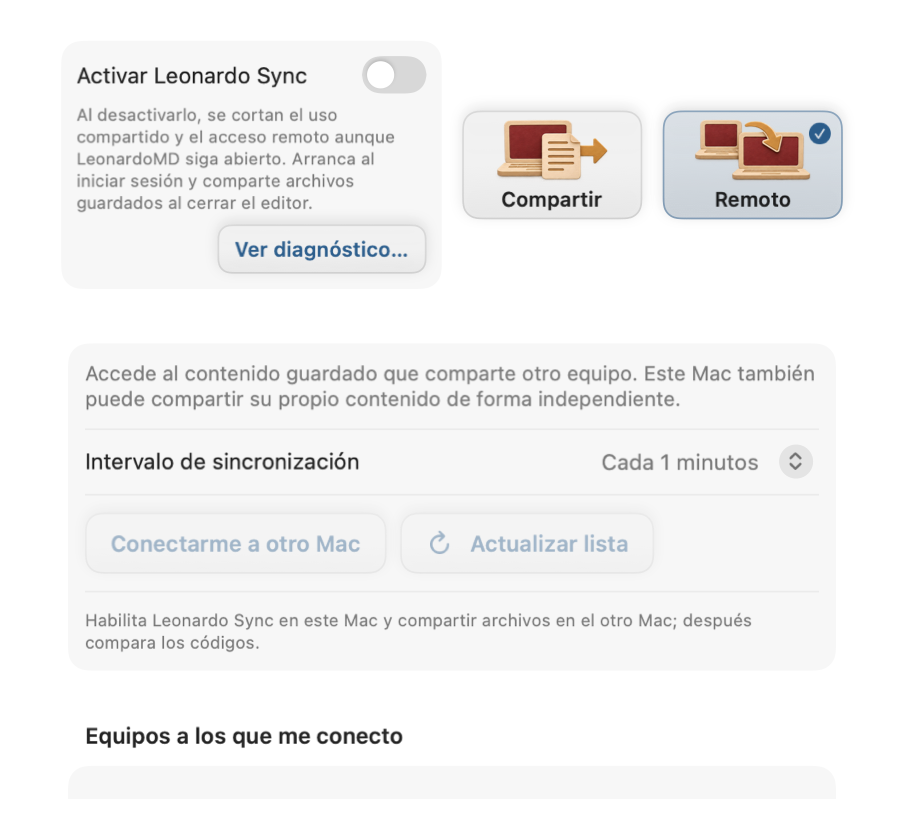 Activar Leonardo Sync
Al desactivarlo, se cortan el uso
compartido y el acceso remoto aunque
LeonardoMD siga abierto. Arranca al
iniciar sesión y comparte archivos
guardados al cerrar el editor.
Ver diagnóstico...
Compartir
Remoto
Accede al contenido guardado que comparte otro equipo. Este Mac también
puede compartir su propio contenido de forma independiente.
Intervalo de sincronización
Cada 1 minutos
Conectarme a otro Mac
Actualizar lista
Habilita Leonardo Sync en este Mac y compartir archivos en el otro Mac; después
compara los códigos.
Equipos a los que me conecto